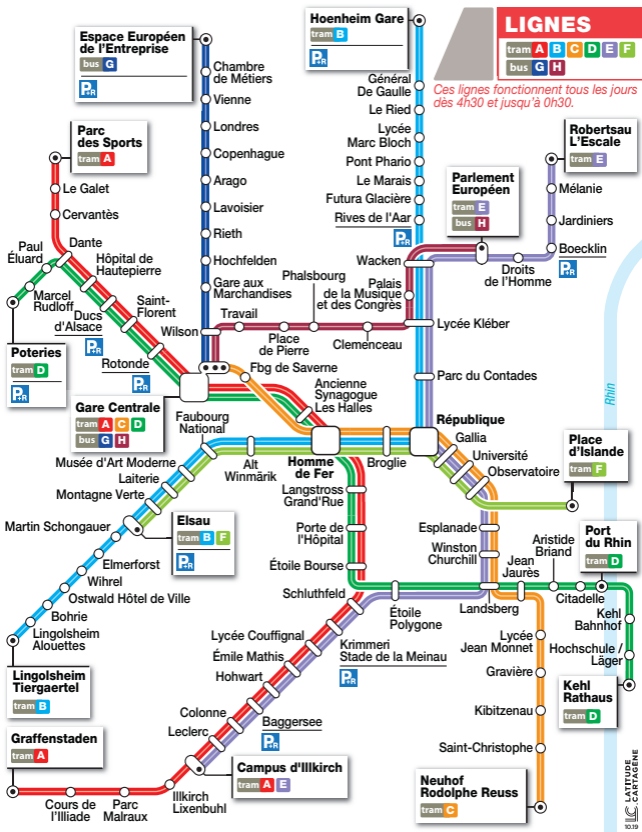 Espace Européen
de l'Entreprise
bus G
P+R
Chambre
de Métiers
Vienne
Londres
Copenhague
Arago
Lavoisier
Rieth
Hochfelden
Gare aux
Marchandises
Hoenheim Gare
tram B
P+R
Général
De Gaulle
Le Ried
Lycée
Marc Bloch
Pont Phario
Le Marais
Futura Glacière
Rives de l'Aar
P+R
LIGNES
tram A B C D E F
bus G H
Ces lignes fonctionnent tous les jours
dès 4h30 et jusqu'à 0h30.
Robertsau
L'Escale
tram E
Mélanie
Jardiniers
Boecklin
P+R
Droits
de l'Homme
Parlement
Européen
tram E
bus H
Wacken
Palais
de la Musique
et des Congrès
Lycée Kléber
Phalsbourg
Travail
Place
de Pierre
Clemenceau
Wilson
Parc
des Sports
tram A
Le Galet
Cervantès
Dante
Paul
Éluard
Marcel
Rudloff
Poteries
tram D
P+R
Hôpital de
Hautepierre
Ducs
d'Alsace
P+R
Saint-
Florent
Rotonde
P+R
Gare Centrale
tram A C D
bus G H
Fbg de Saverne
Ancienne
Synagogue
Les Halles
Parc du Contades
République
Faubourg
National
Musée d'Art Moderne
Laiterie
Montagne Verte
Martin Schongauer
Elsau
tram B F
P+R
Elmerforst
Wihrel
Ostwald Hôtel de Ville
Bohrie
Lingolsheim
Alouettes
Lingolsheim
Tiergaertel
tram B
Alt
Winmärik
Homme
de Fer
Broglie
Gallia
Université
Observatoire
Place
d'Islande
tram F
Rhin
Langstross
Grand'Rue
Porte de
l'Hôpital
Étoile Bourse
Schluthfeld
Esplanade
Winston
Churchill
Landsberg
Étoile
Polygone
Jean
Jaurès
Aristide
Briand
Citadelle
Port
du Rhin
tram D
Kehl
Bahnhof
Hochschule /
Läger
Kehl
Rathaus
tram D
Krimmeri
Stade de la Meinau
P+R
Lycée Couffignal
Émile Mathis
Hohwart
Colonne
Leclerc
Baggersee
P+R
Campus d'Illkirch
tram A E
Illkirch
Lixenbuhl
Parc
Malraux
Cours de
l'Illiade
Graffenstaden
tram A
Lycée
Jean Monnet
Gravière
Kibitzenau
Saint-Christophe
Neuhof
Rodolphe Reuss
tram C
LATITUDE
CARTAGÈNE